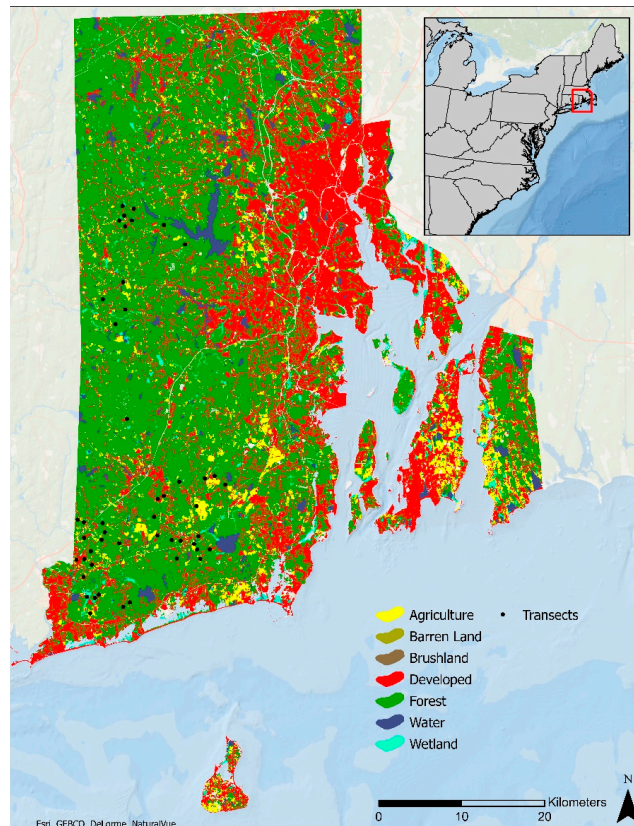 Agriculture • Transects
Barren Land
Brushland
Developed
Forest
Water
Wetland
N
Kilometers
0 10 20
Esri, GEBCO, DeLorme, NaturalVue